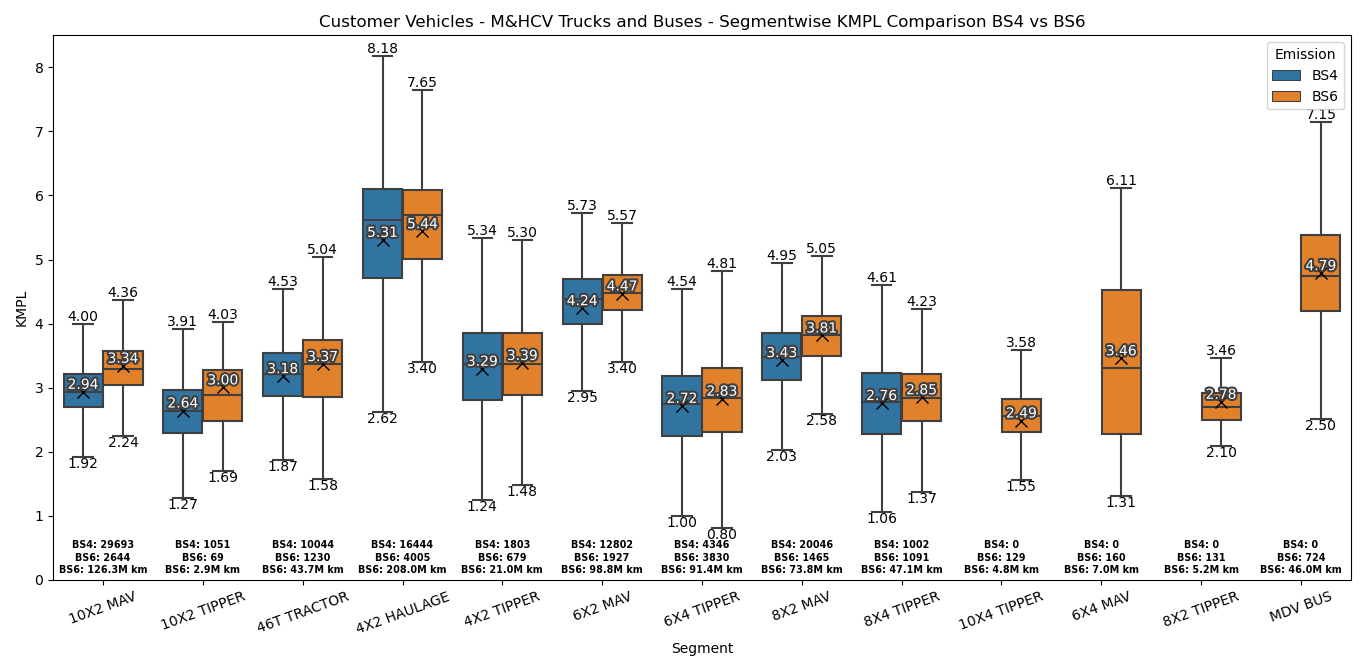 Customer Vehicles - M&HCV Trucks and Buses - Segmentwise KMPL Comparison BS4 vs BS6
Emission
BS4
BS6
KMPL
8
7
6
5
4
3
2
1
0
4.00
2.94
1.92
4.36
3.34
2.24
3.91
2.64
1.27
4.03
3.00
1.69
4.53
3.18
1.87
5.04
3.37
1.58
8.18
5.31
2.62
7.65
5.44
3.40
5.34
3.29
1.24
5.30
3.39
1.48
5.73
4.24
2.95
5.57
4.47
3.40
4.54
2.72
1.00
4.81
2.83
0.80
4.95
3.43
2.03
5.05
3.81
2.58
4.61
2.76
1.06
4.23
2.85
1.37
3.58
2.49
1.55
6.11
3.46
1.31
3.46
2.78
2.10
7.15
4.79
2.50
BS4: 29693
BS6: 2644
BS6: 126.3M km
BS4: 1051
BS6: 69
BS6: 2.9M km
BS4: 10044
BS6: 1230
BS6: 43.7M km
BS4: 16444
BS6: 4005
BS6: 208.0M km
BS4: 1803
BS6: 679
BS6: 21.0M km
BS4: 12802
BS6: 1927
BS6: 98.8M km
BS4: 4346
BS6: 3830
BS6: 91.4M km
BS4: 20046
BS6: 1465
BS6: 73.8M km
BS4: 1002
BS6: 1091
BS6: 47.1M km
BS4: 0
BS6: 129
BS6: 4.8M km
BS4: 0
BS6: 160
BS6: 7.0M km
BS4: 0
BS6: 131
BS6: 5.2M km
BS4: 0
BS6: 724
BS6: 46.0M km
10X2 MAV
10X2 TIPPER
46T TRACTOR
4X2 HAULAGE
4X2 TIPPER
6X2 MAV
6X4 TIPPER
8X2 MAV
8X4 TIPPER
10X4 TIPPER
6X4 MAV
8X2 TIPPER
MDV BUS
Segment